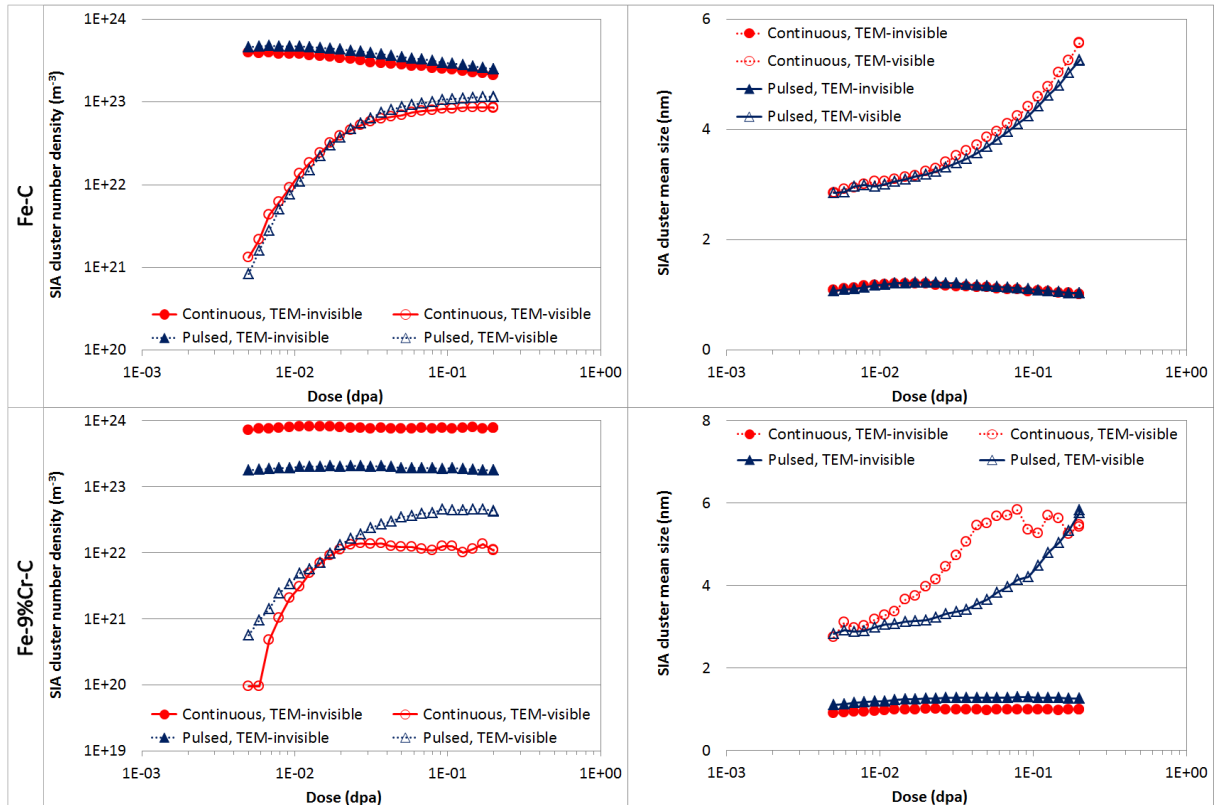 Fe-C
SIA cluster number density (m⁻³)
1E+24
1E+23
1E+22
1E+21
1E+20
Continuous, TEM-invisible
Continuous, TEM-visible
Pulsed, TEM-invisible
Pulsed, TEM-visible
1E-03
1E-02
1E-01
1E+00
Dose (dpa)
SIA cluster mean size (nm)
6
4
2
0
Continuous, TEM-invisible
Continuous, TEM-visible
Pulsed, TEM-invisible
Pulsed, TEM-visible
1E-03
1E-02
1E-01
1E+00
Dose (dpa)
Fe-9%Cr-C
SIA cluster number density (m⁻³)
1E+24
1E+23
1E+22
1E+21
1E+20
1E+19
Continuous, TEM-invisible
Continuous, TEM-visible
Pulsed, TEM-invisible
Pulsed, TEM-visible
1E-03
1E-02
1E-01
1E+00
Dose (dpa)
SIA cluster mean size (nm)
8
6
4
2
0
Continuous, TEM-invisible
Continuous, TEM-visible
Pulsed, TEM-invisible
Pulsed, TEM-visible
1E-03
1E-02
1E-01
1E+00
Dose (dpa)